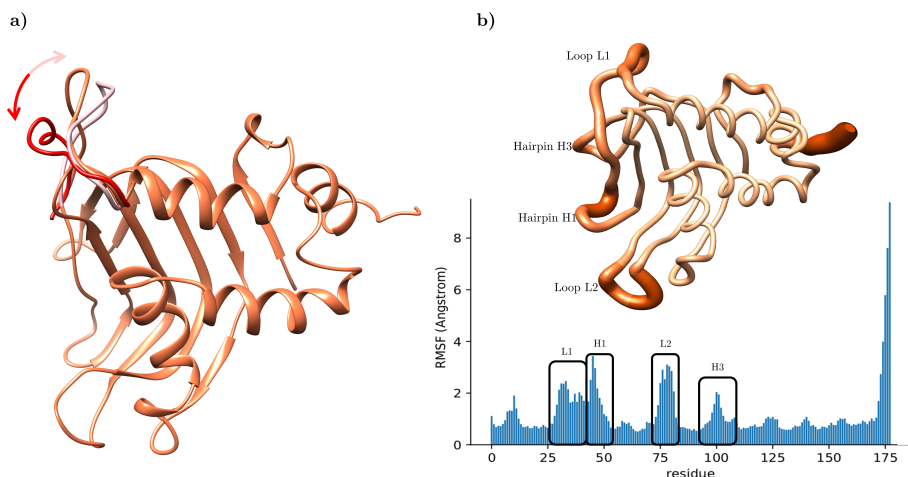 a)
b)
Loop L1
Hairpin H3
Hairpin H1
Loop L2
RMSF (Angstrom)
8
6
4
2
0
L1
H1
L2
H3
0 25 50 75 100 125 150 175
residue